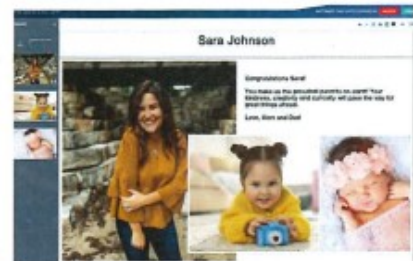 Sara Johnson
Congratulations Sara!
You make us the proudest parents on earth! Your
kindness, creativity and curiosity will pave the way for
great things ahead.
Love, Mom and Dad